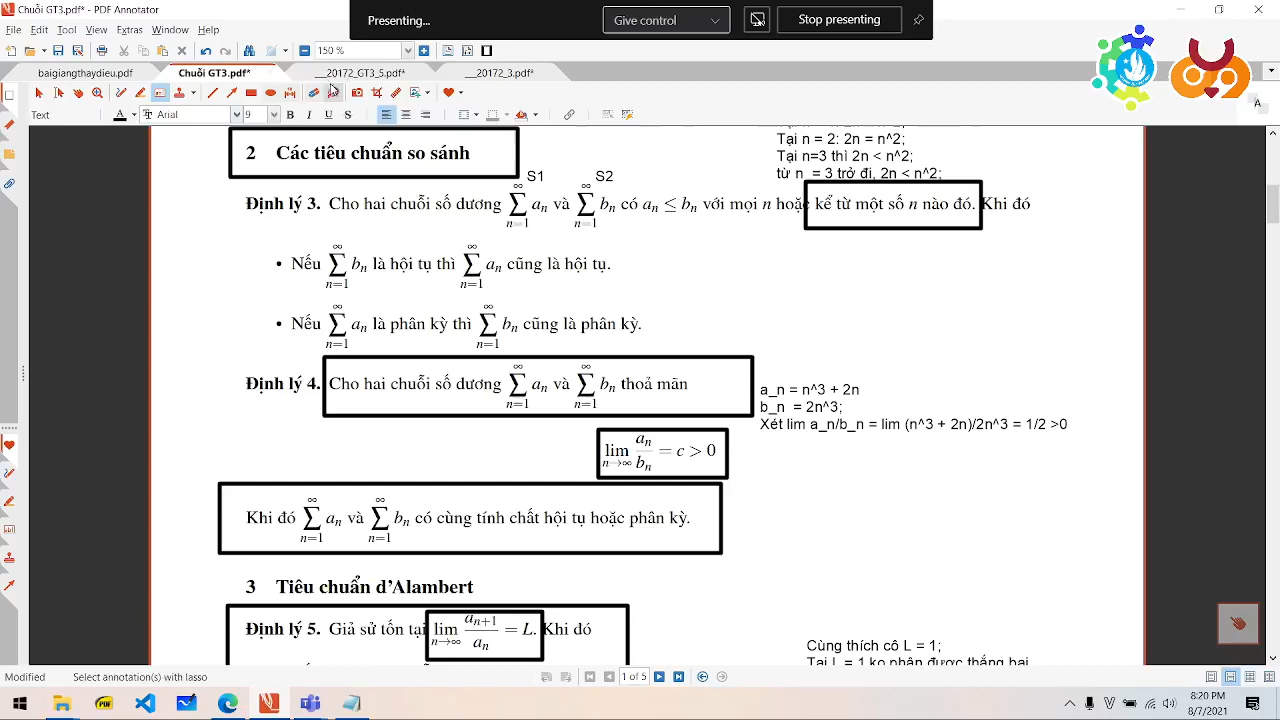 Chuỗi GT3.pdf* - PDF Annotator
Presenting...
Give control
Stop presenting
Window Help
150 %
baigiangthaydieu.pdf
Chuỗi GT3.pdf*
__20172_GT3_5.pdf*
__20172_3.pdf*
Text
Arial
9
B I U S
A
Tại n = 2: 2n = n^2;
Tại n=3 thì 2n < n^2;
từ n = 3 trở đi, 2n < n^2;
2 Các tiêu chuẩn so sánh
S1 S2
Định lý 3. Cho hai chuỗi số dương ∑_{n=1}^{∞} a_n và ∑_{n=1}^{∞} b_n có a_n ≤ b_n với mọi n hoặc kể từ một số n nào đó. Khi đó
• Nếu ∑_{n=1}^{∞} b_n là hội tụ thì ∑_{n=1}^{∞} a_n cũng là hội tụ.
• Nếu ∑_{n=1}^{∞} a_n là phân kỳ thì ∑_{n=1}^{∞} b_n cũng là phân kỳ.
Định lý 4. Cho hai chuỗi số dương ∑_{n=1}^{∞} a_n và ∑_{n=1}^{∞} b_n thoả mãn
a_n = n^3 + 2n
b_n = 2n^3;
Xét lim a_n/b_n = lim (n^3 + 2n)/2n^3 = 1/2 >0
lim_{n→∞} a_n/b_n = c > 0
Khi đó ∑_{n=1}^{∞} a_n và ∑_{n=1}^{∞} b_n có cùng tính chất hội tụ hoặc phân kỳ.
3 Tiêu chuẩn d’Alambert
Định lý 5. Giả sử tồn tại lim_{n→∞} a_{n+1}/a_n = L. Khi đó
Cùng thích cô L = 1;
Tại L = 1 ko phân được thắng bại
Modified
Select annotation(s) with lasso
1 of 5
8:20 PM
8/7/2021